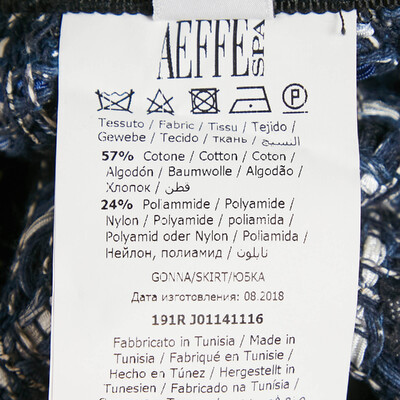 AEFFE SPA
P
Tessuto / Fabric / Tissu / Tejido /
Gewebe / Tecido / ткань / النسيج
57% Cotone / Cotton / Coton /
Algodón / Baumwolle / Algodão /
Хлопок / قطن /
24% Poliammide / Polyamide /
Nylon / Polyamide / poliamida /
Polyamid oder Nylon / Poliamida /
Нейлон, полиамид / نايلون /
GONNA/SKIRT/ЮБКА
Дата изготовления: 08.2018
191R J01141116
Fabbricato in Tunisia / Made in
Tunisia / Fabriqué en Tunisie /
Hecho en Túnez / Hergestellt in
Tunesien / Fabricado na Tunísia /